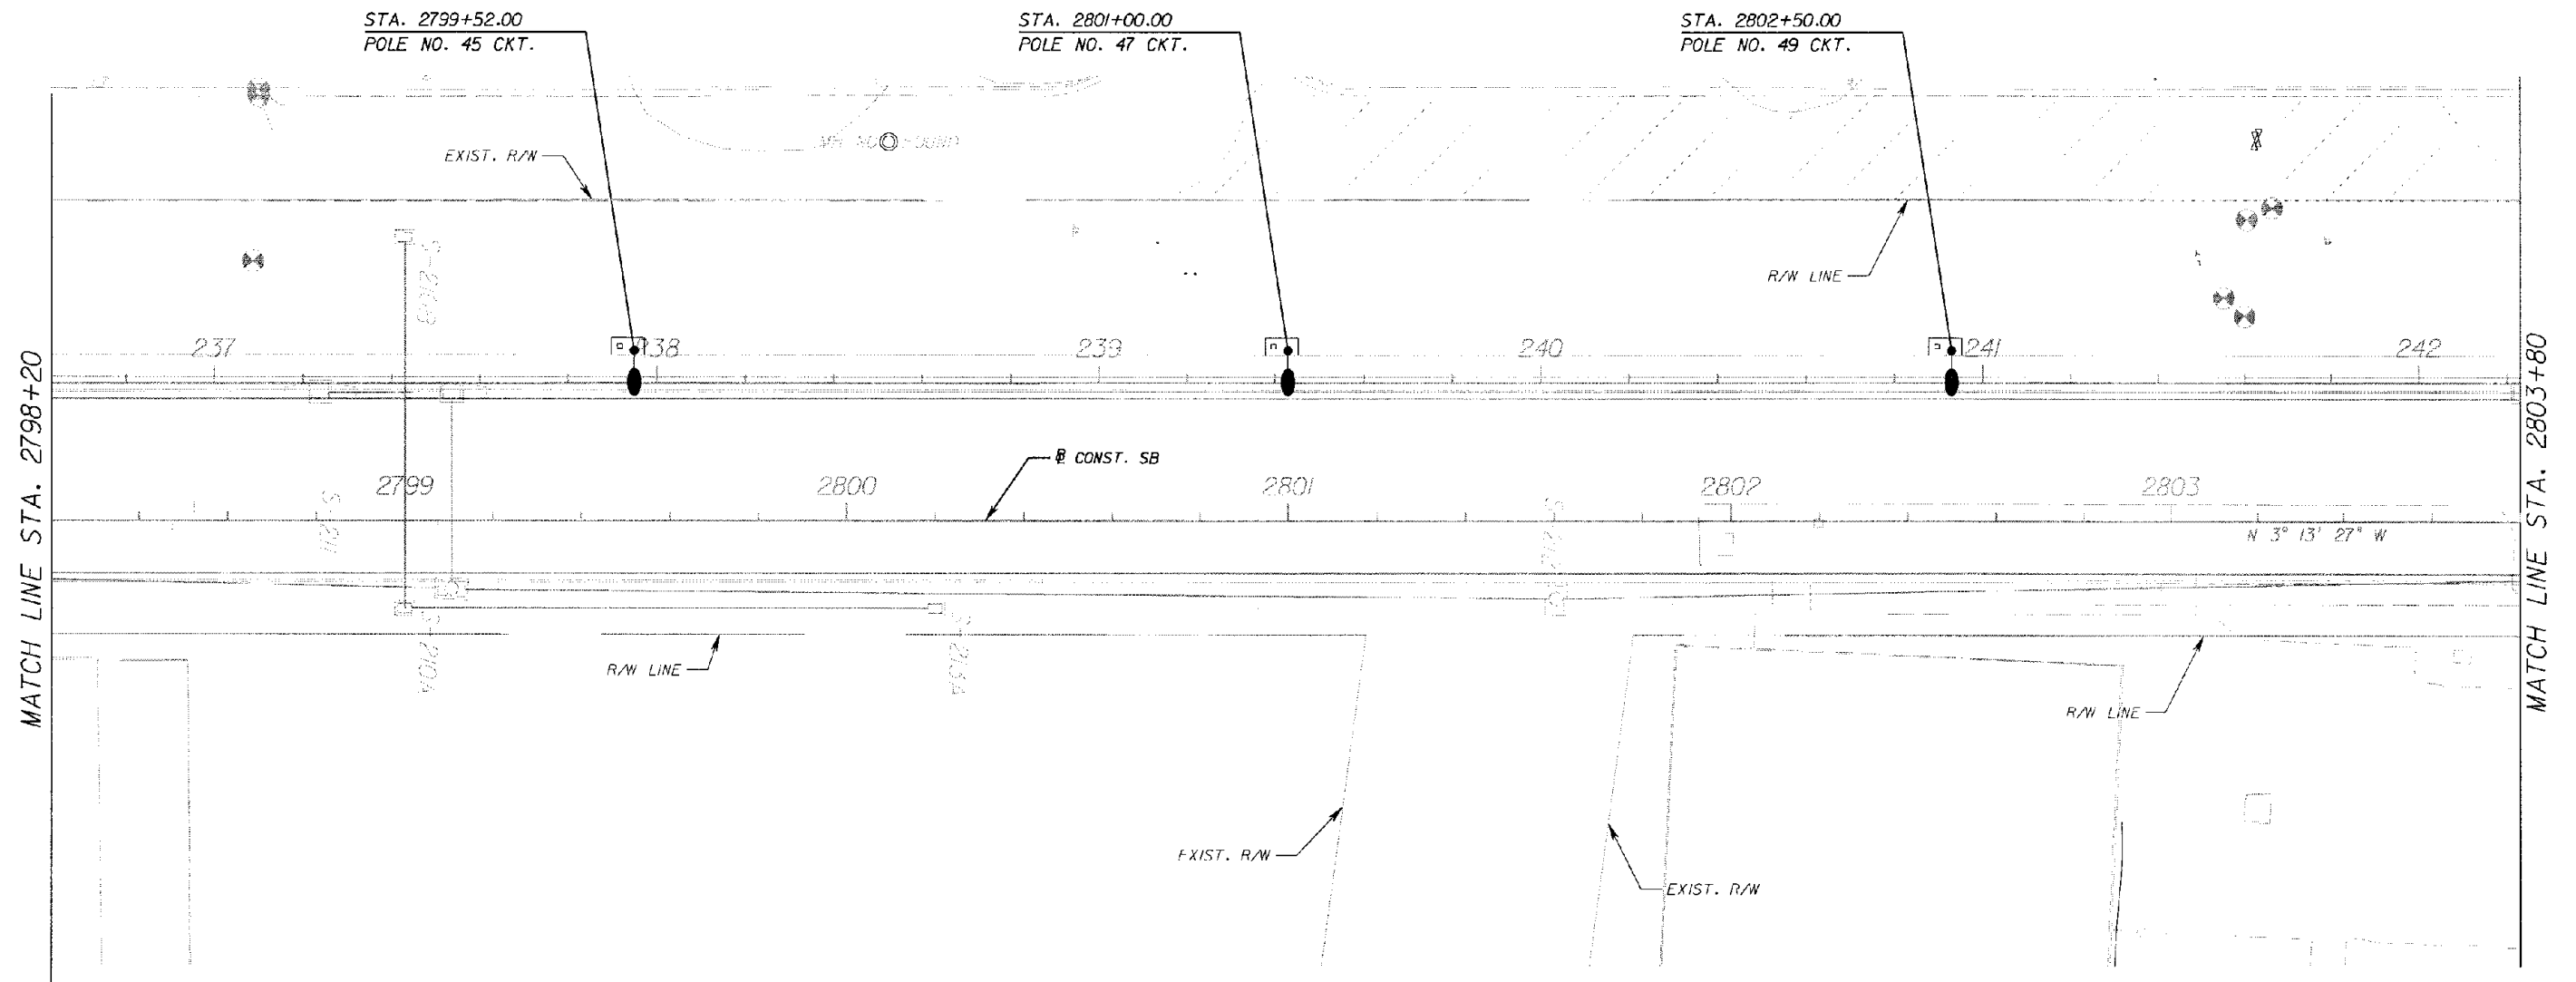 STA. 2799+52.00
POLE NO. 45 CKT.
STA. 2801+00.00
POLE NO. 47 CKT.
STA. 2802+50.00
POLE NO. 49 CKT.
EXIST. R/W
R/W LINE
237
238
239
240
241
242
MATCH LINE STA. 2798+20
MATCH LINE STA. 2803+80
CONST. SB
2799
2800
2801
2802
2803
S-211
N 3° 13' 27" W
R/W LINE
S-210A
R/W LINE
EXIST. R/W
EXIST. R/W